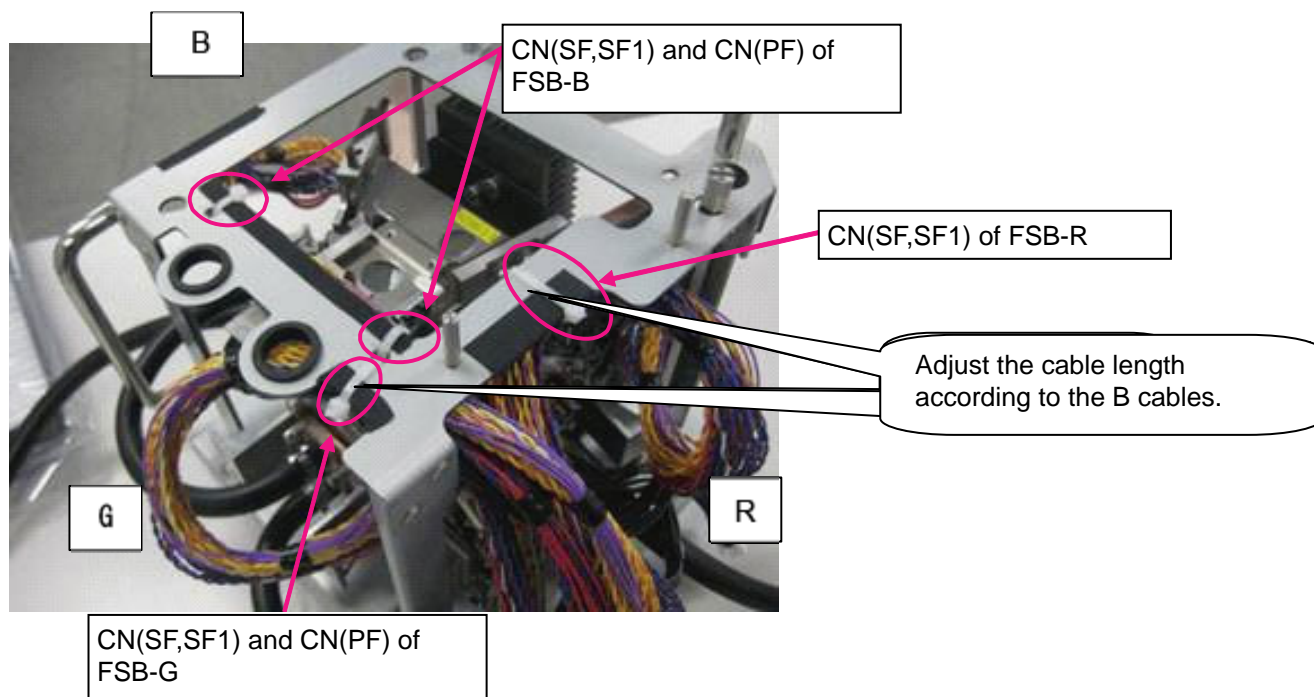 B
CN(SF,SF1) and CN(PF) of
FSB-B
CN(SF,SF1) of FSB-R
Adjust the cable length
according to the B cables.
G
R
CN(SF,SF1) and CN(PF) of
FSB-G